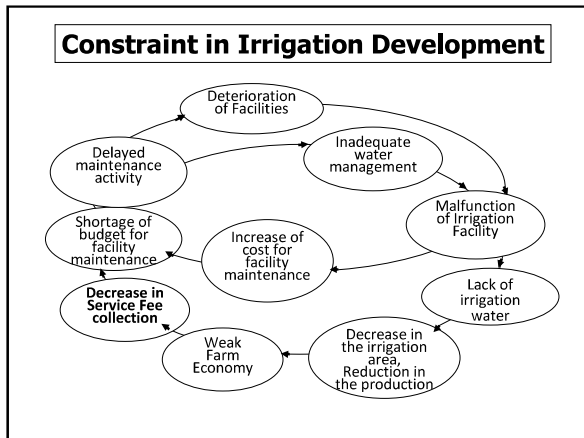 Constraint in Irrigation Development
Deterioration
of Facilities
Inadequate
water
management
Delayed
maintenance
activity
Malfunction
of Irrigation
Facility
Shortage of
budget for
facility
maintenance
Increase of
cost for
facility
maintenance
Lack of
irrigation
water
Decrease in
Service Fee
collection
Weak
Farm
Economy
Decrease in
the irrigation
area,
Reduction in
the production